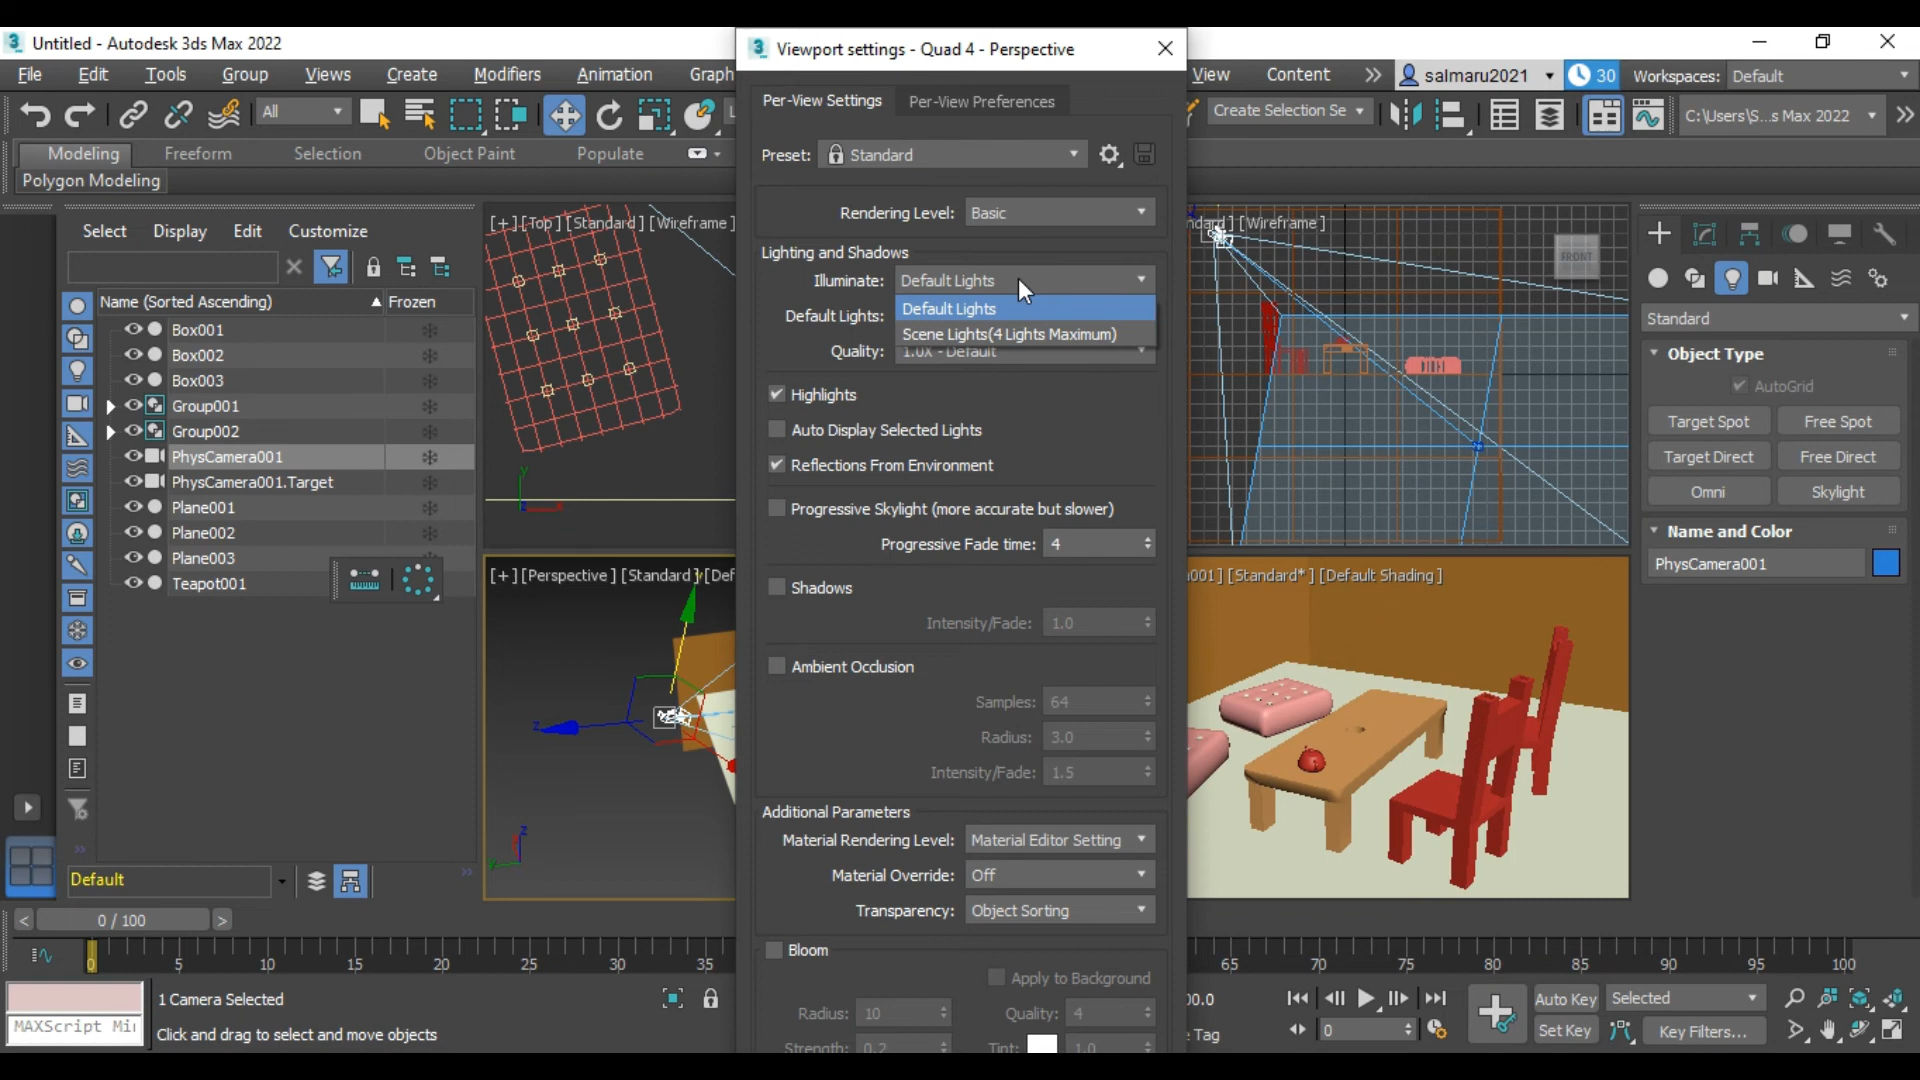 Untitled - Autodesk 3ds Max 2022
File Edit Tools Group Views Create Modifiers Animation Graph
View Content salmaru2021 30 Workspaces: Default
All
Create Selection Se
C:\Users\S...s Max 2022
Modeling Freeform Selection Object Paint Populate
Polygon Modeling
Select Display Edit Customize
Name (Sorted Ascending) Frozen
Box001
Box002
Box003
Group001
Group002
PhysCamera001
PhysCamera001.Target
Plane001
Plane002
Plane003
Teapot001
Default
[+][Top][Standard][Wireframe]
[Wireframe]
FRONT
[+][Perspective][Standard][Def
001][Standard*][Default Shading]
Viewport settings - Quad 4 - Perspective
Per-View Settings Per-View Preferences
Preset: Standard
Rendering Level: Basic
Lighting and Shadows
Illuminate: Default Lights
Default Lights
Default Lights:
Scene Lights(4 Lights Maximum)
Quality: 1.0X - Default
Highlights
Auto Display Selected Lights
Reflections From Environment
Progressive Skylight (more accurate but slower)
Progressive Fade time: 4
Shadows
Intensity/Fade: 1.0
Ambient Occlusion
Samples: 64
Radius: 3.0
Intensity/Fade: 1.5
Additional Parameters
Material Rendering Level: Material Editor Setting
Material Override: Off
Transparency: Object Sorting
Bloom
Apply to Background
Radius: 10 Quality: 4
Strength: 0.2 Tint: 1.0
Standard
Object Type
AutoGrid
Target Spot Free Spot
Target Direct Free Direct
Omni Skylight
Name and Color
PhysCamera001
0 / 100
0 5 10 15 20 25 30 35 65 70 75 80 85 90 95 100
MAXScript Mi
1 Camera Selected
Click and drag to select and move objects
00.0
Tag
0
Auto Key Selected
Set Key Key Filters...